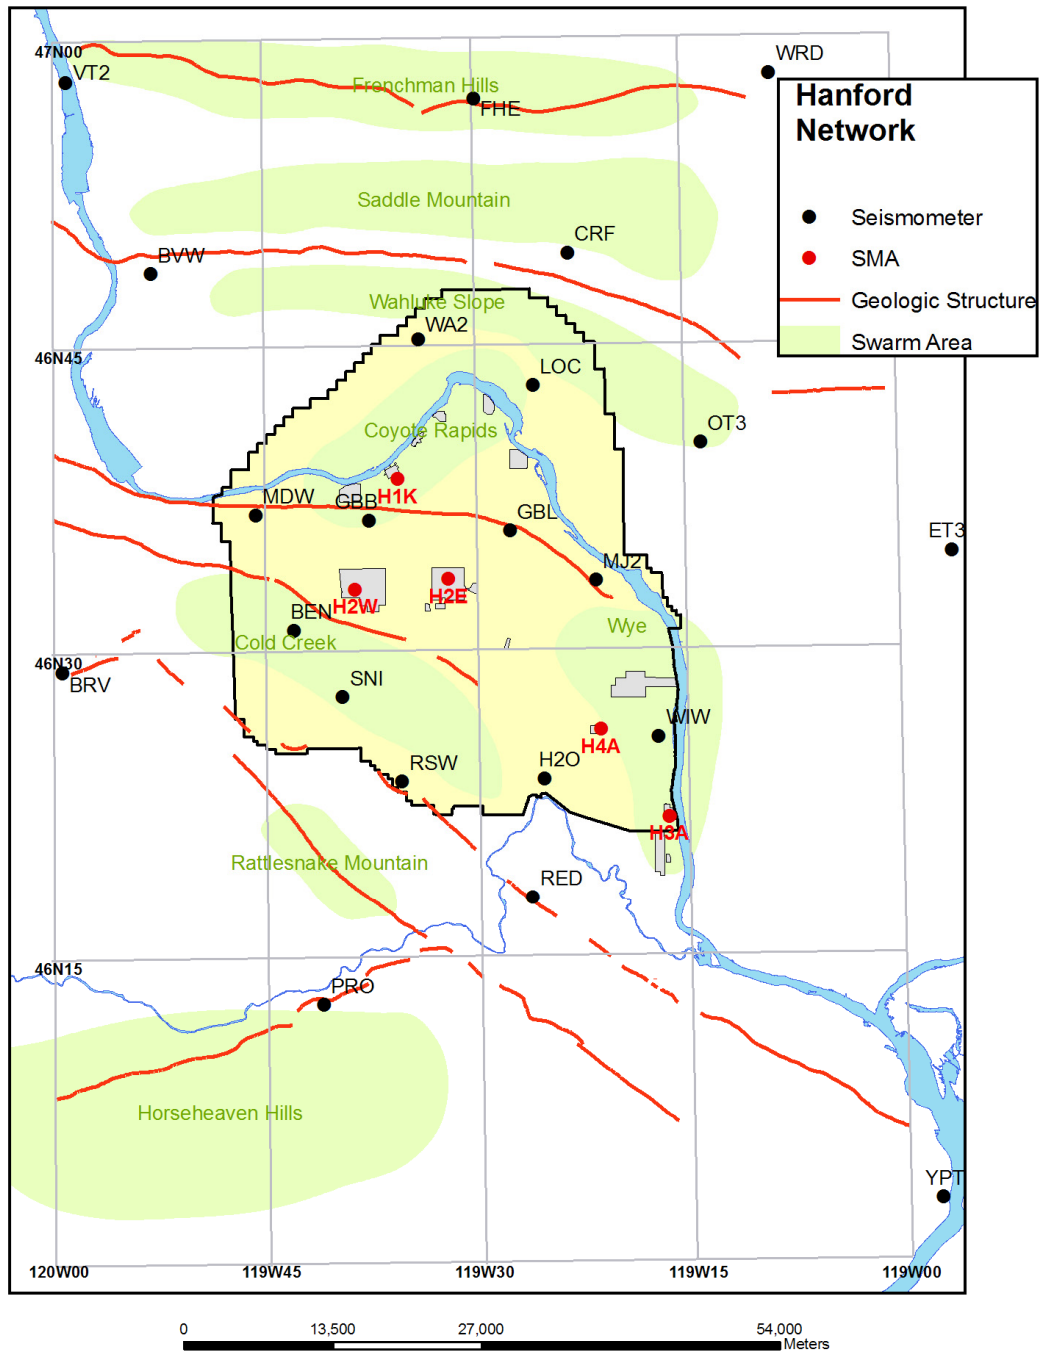 47N00
VT2
WRD
Frenchman Hills
FHE
Hanford
Network
Saddle Mountain
Seismometer
CRF
BVW
SMA
Wahluke Slope
Geologic Structure
WA2
Swarm Area
46N45
LOC
OT3
Coyote Rapids
MDW
GBB
H1K
GBL
ET3
MJ2
H2W
H2E
BEN
Wye
Cold Creek
46N30
BRV
SNI
WIW
H4A
RSW
H2O
H3A
Rattlesnake Mountain
RED
46N15
PRO
Horseheaven Hills
YPT
120W00 119W45 119W30 119W15 119W00
0 13,500 27,000 54,000
Meters